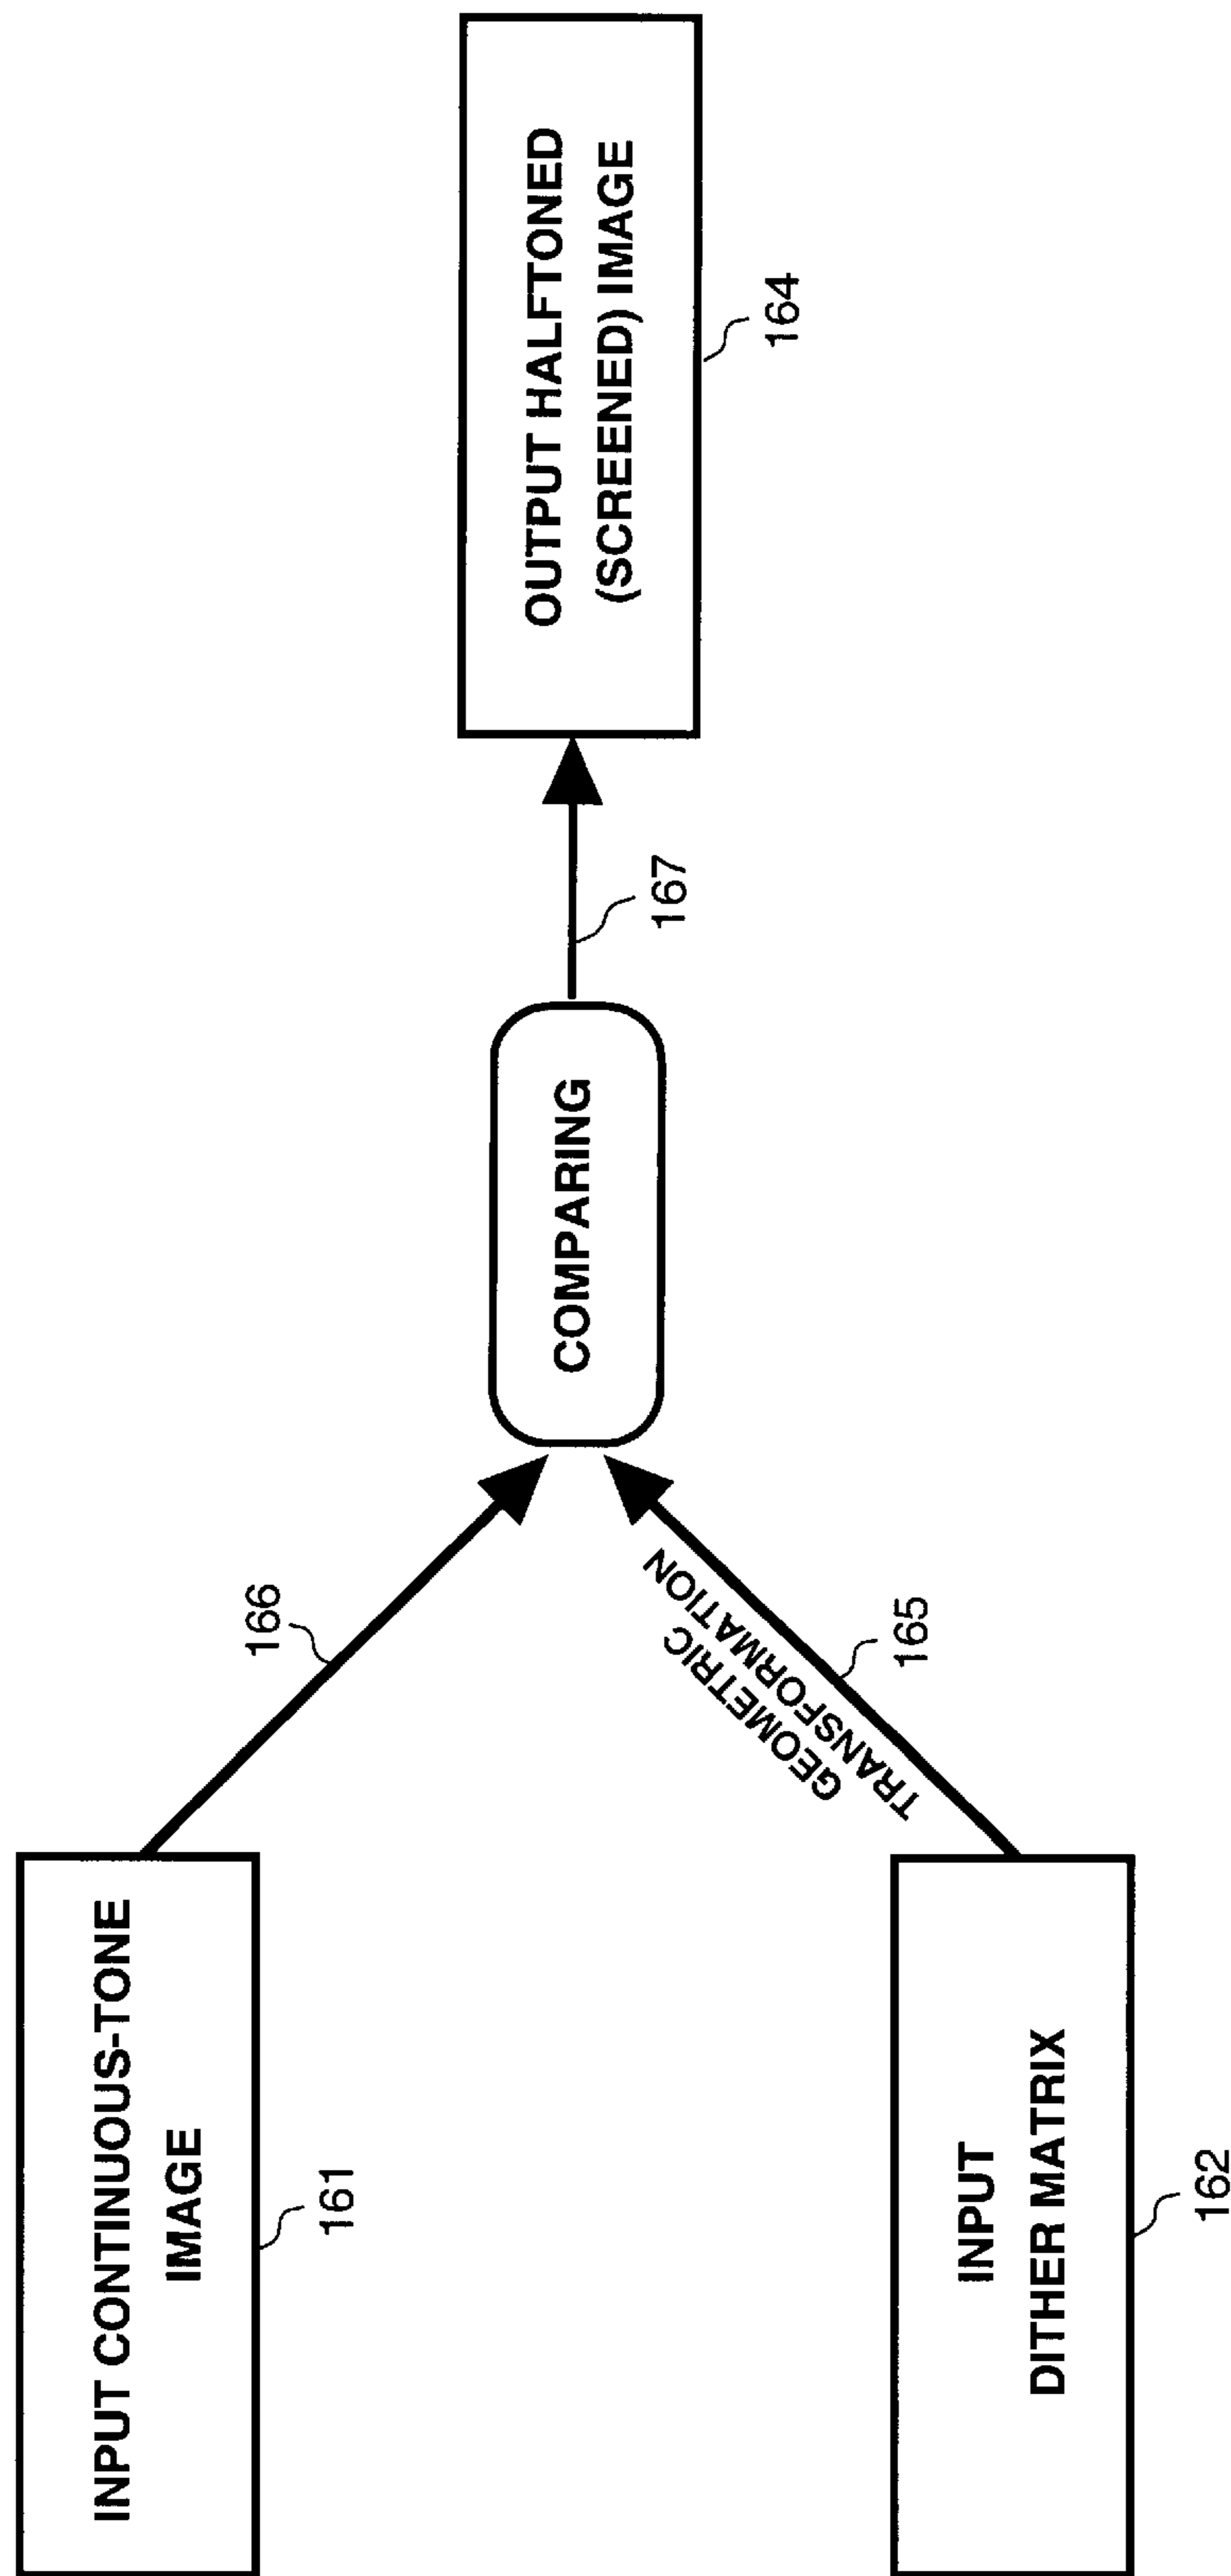 INPUT CONTINUOUS-TONE
IMAGE
161
166
INPUT
DITHER MATRIX
162
GEOMETRIC
TRANSFORMATION
165
COMPARING
167
OUTPUT HALFTONED
(SCREENED) IMAGE
164